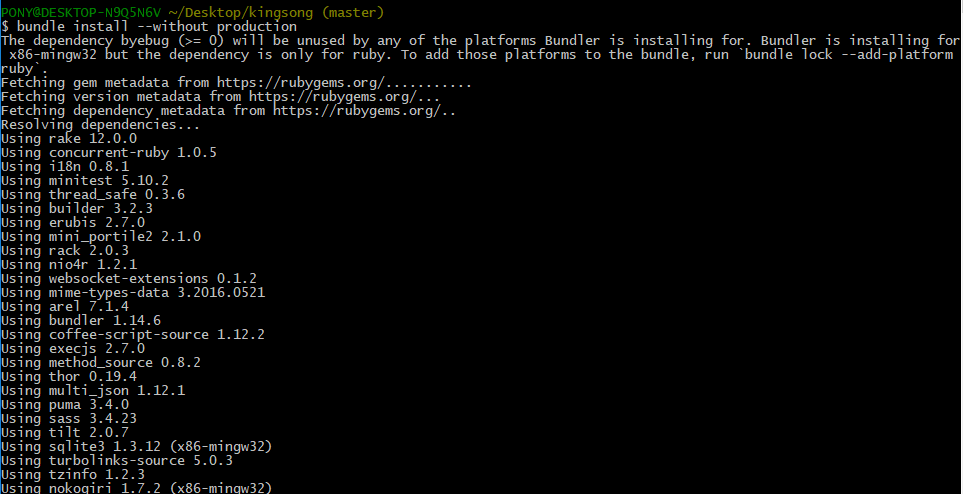 PONY@DESKTOP-N9Q5N6V ~/Desktop/kingsong (master)
$ bundle install --without production
The dependency byebug (>= 0) will be unused by any of the platforms Bundler is installing for. Bundler is installing for
 x86-mingw32 but the dependency is only for ruby. To add those platforms to the bundle, run `bundle lock --add-platform
ruby`.
Fetching gem metadata from https://rubygems.org/...........
Fetching version metadata from https://rubygems.org/...
Fetching dependency metadata from https://rubygems.org/..
Resolving dependencies...
Using rake 12.0.0
Using concurrent-ruby 1.0.5
Using i18n 0.8.1
Using minitest 5.10.2
Using thread_safe 0.3.6
Using builder 3.2.3
Using erubis 2.7.0
Using mini_portile2 2.1.0
Using rack 2.0.3
Using nio4r 1.2.1
Using websocket-extensions 0.1.2
Using mime-types-data 3.2016.0521
Using arel 7.1.4
Using bundler 1.14.6
Using coffee-script-source 1.12.2
Using execjs 2.7.0
Using method_source 0.8.2
Using thor 0.19.4
Using multi_json 1.12.1
Using puma 3.4.0
Using sass 3.4.23
Using tilt 2.0.7
Using sqlite3 1.3.12 (x86-mingw32)
Using turbolinks-source 5.0.3
Using tzinfo 1.2.3
Using nokogiri 1.7.2 (x86-mingw32)